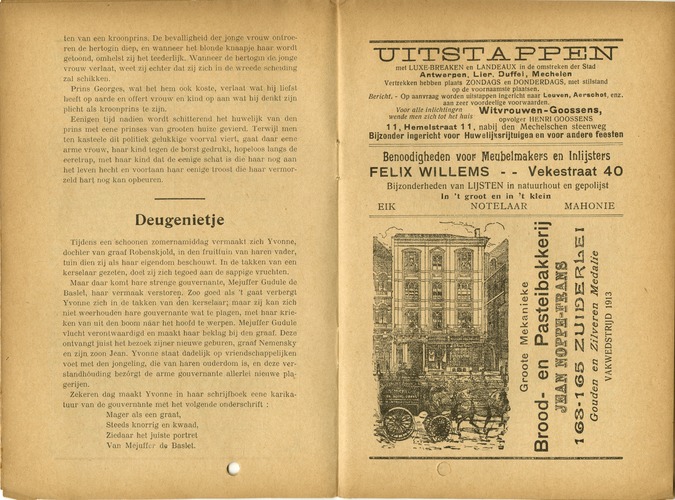 len van een kroonprins. De bevalligheid der jonge vrouw ontroe-
ren de hertogin diep, en wanneer het blonde knaapje haar wordt
getoond, omhelst zij het teederlijk. Wanneer de hertogin de jonge
vrouw verlaat, weet zij echter dat zij zich in de wreede scheiding
zal schikken.
Prins Georges, wat het hem ook koste, verlaat wat hij liefst
heeft op aarde en offert vrouw en kind op aan wat hij denkt zijn
plicht als kroonprins te zijn.
Eenigen tijd nadien wordt schitterend het huwelijk van den
prins met eene prinses van grooten huize gevierd. Terwijl men
ten kasteele dit politiek gelukkige voorval viert, gaat daar eene
arme vrouw, haar kind tegen de borst gedrukt, hopeloos langs de
eeretrap, met haar kind dat de eenige schat is die haar nog aan
het leven hecht en voortaan haar eenige troost die haar vermor-
zeld hart nog kan opbeuren.
Deugenietje
Tijdens een schoonen zomernamiddag vermaakt zich Yvonne,
dochter van graaf Robenskjold, in den fruittuin van haren vader,
tuin dien zij als haar eigendom beschouwt. In de takken van een
kerselaar gezeten, doet zij zich tegoed aan de sappige vruchten.
Maar daar komt hare strenge gouvernante, Mejuffer Gudule de
Baslet, haar vermaak verstoren. Zoo goed als 't gaat verbergt
Yvonne zich in de takken van den kerselaar; maar zij kan zich
niet weerhouden hare gouvernante wat te plagen, met haar krie-
ken van uit den boom naar het hoofd te werpen. Mejuffer Gudule
vlucht verontwaardigd en maakt haar beklag bij den graaf. Deze
ontvangt juist het bezoek zijner nieuwe geburen, graaf Nemensky
en zijn zoon Jean. Yvonne staat dadelijk op vriendschappelijken
voet met den jongeling, die van haren ouderdom is, en deze ver-
standhouding bezörgt de arme gouvernante allerlei nieuwe pla-
gerijen.
Zekeren dag maakt Yvonne in haar schrijfboek eene karika-
tuur van de gouvernante met het volgende onderschrift :
Mager als een graat,
Steeds knorrig en kwaad,
Ziedaar het juiste portret
Van Mejuffer de Baslet.
UITSTAPPEN
met LUXE-BREAKEN en LANDEAUX in de omstreken der Stad
Antwerpen, Lier, Duffel, Mechelen
Vertrekken hebben plaats ZONDAGS en DONDERDAGS, met stilstand
op de voornaamste plaatsen.
Bericht. - Op aanvraag worden uitstappen ingericht naar Leuven, Aerschot, enz.
aan zeer voordeelige voorwaarden.
Voor alle inlichtingen
wende men zich tot het huis
Witvrouwen-Goossens,
opvolger HENRI GOOSSENS
11, Hemelstraat 11, nabij den Mechelschen steenweg
Bijzonder ingericht voor Huwelijksrijtuigen en voor andere feesten
Benoodigheden voor Meubelmakers en Inlijsters
FELIX WILLEMS - - Vekestraat 40
Bijzonderheden van LIJSTEN in natuurhout en gepolijst
In 't groot en in 't klein
EIK NOTELAAR MAHONIE
Groote Mekanieke
Brood- en Pasteibakkerij
JEAN NOPPE-FRANS
163-165 ZUIDERLEI
Gouden en Zilveren Medalie
VAKWEDSTRIJD 1913